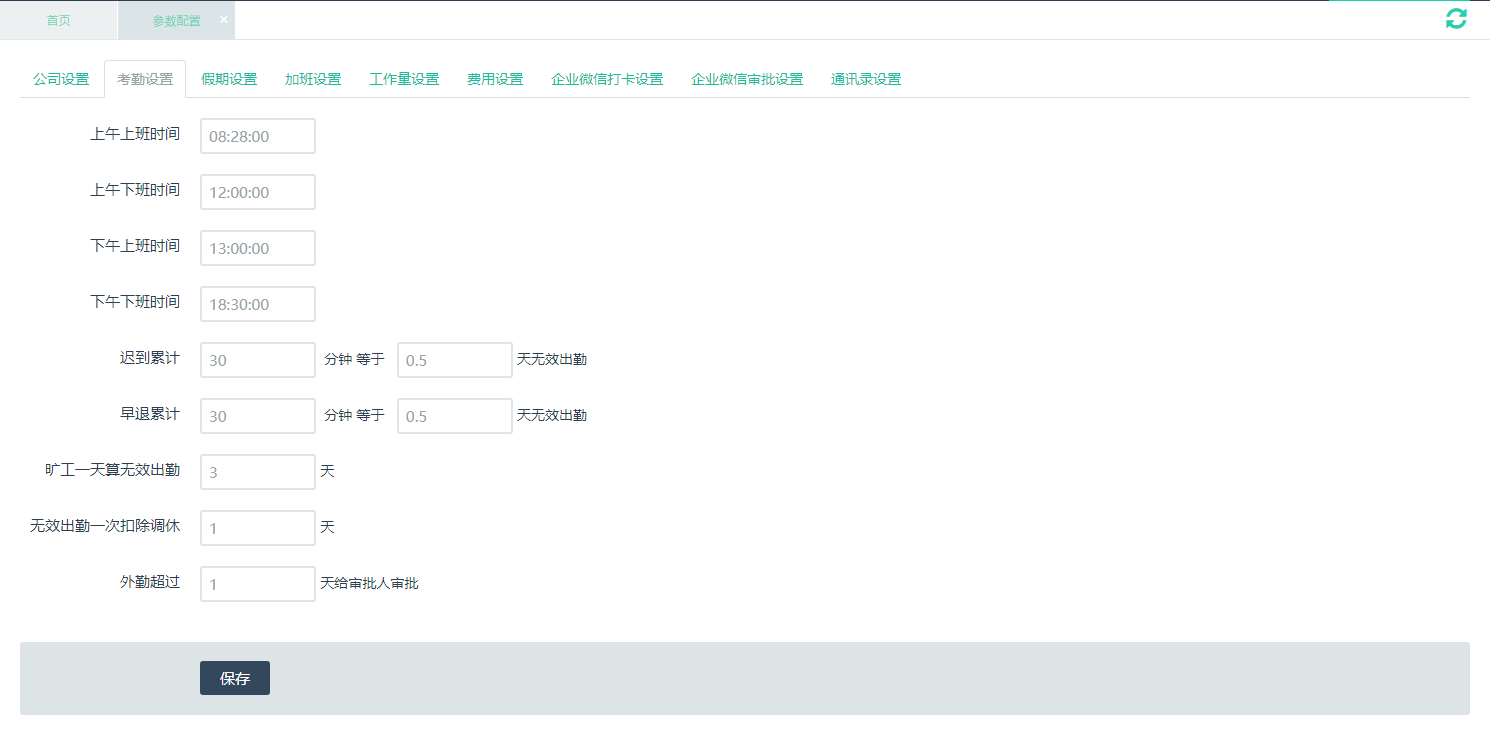 首页 参数配置 ×
公司设置 考勤设置 假期设置 加班设置 工作量设置 费用设置 企业微信打卡设置 企业微信审批设置 通讯录设置
上午上班时间 08:28:00
上午下班时间 12:00:00
下午上班时间 13:00:00
下午下班时间 18:30:00
迟到累计 30 分钟 等于 0.5 天无效出勤
早退累计 30 分钟 等于 0.5 天无效出勤
旷工一天算无效出勤 3 天
无效出勤一次扣除调休 1 天
外勤超过 1 天给审批人审批
保存